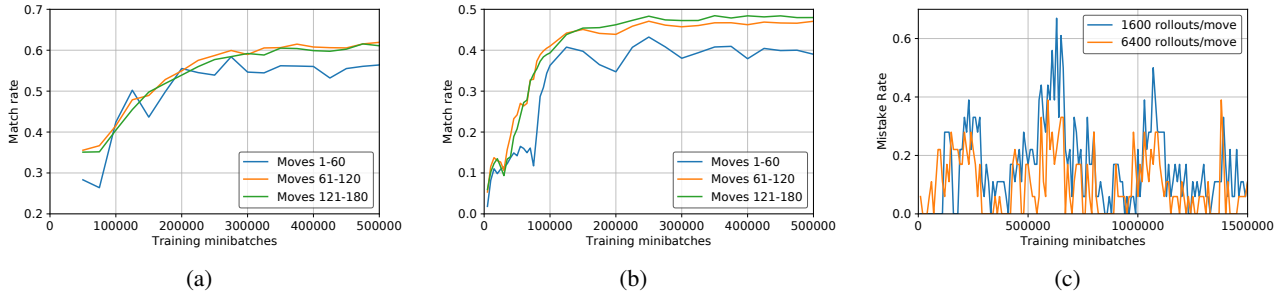 0.7
0.6
0.5
0.4
0.3
0.2
Match rate
0
100000
200000
300000
400000
500000
Training minibatches
Moves 1-60
Moves 61-120
Moves 121-180
(a)
0.5
0.4
0.3
0.2
0.1
0.0
Match rate
0
100000
200000
300000
400000
500000
Training minibatches
Moves 1-60
Moves 61-120
Moves 121-180
(b)
0.8
0.6
0.4
0.2
0.0
Mistake Rate
0
500000
1000000
1500000
Training minibatches
1600 rollouts/move
6400 rollouts/move
(c)